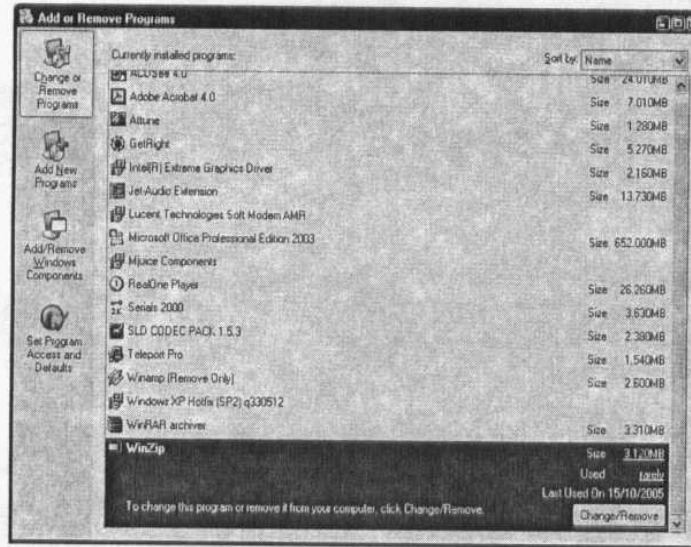 Add or Remove Programs
Change or
Remove
Programs
Add New
Programs
Add/Remove
Windows
Components
Set Program
Access and
Defaults
Currently installed programs:
Sort by: Name
ACDSee 4.0 Size 24.010MB
Adobe Acrobat 4.0 Size 7.010MB
Attune Size 1.280MB
GetRight Size 5.270MB
Intel(R) Extreme Graphics Driver Size 2.160MB
Jet-Audio Extension Size 13.730MB
Lucent Technologies Soft Modem AMR
Microsoft Office Professional Edition 2003 Size 652.000MB
Mjuice Components
RealOne Player Size 26.260MB
Serials 2000 Size 3.630MB
SLD CODEC PACK 1.5.3 Size 2.380MB
Teleport Pro Size 1.540MB
Winamp (Remove Only) Size 2.600MB
Windows XP Hotfix (SP2) q330512
WinRAR archiver Size 3.310MB
WinZip Size 3.120MB
Used rarely
Last Used On 15/10/2005
To change this program or remove it from your computer, click Change/Remove.
Change/Remove